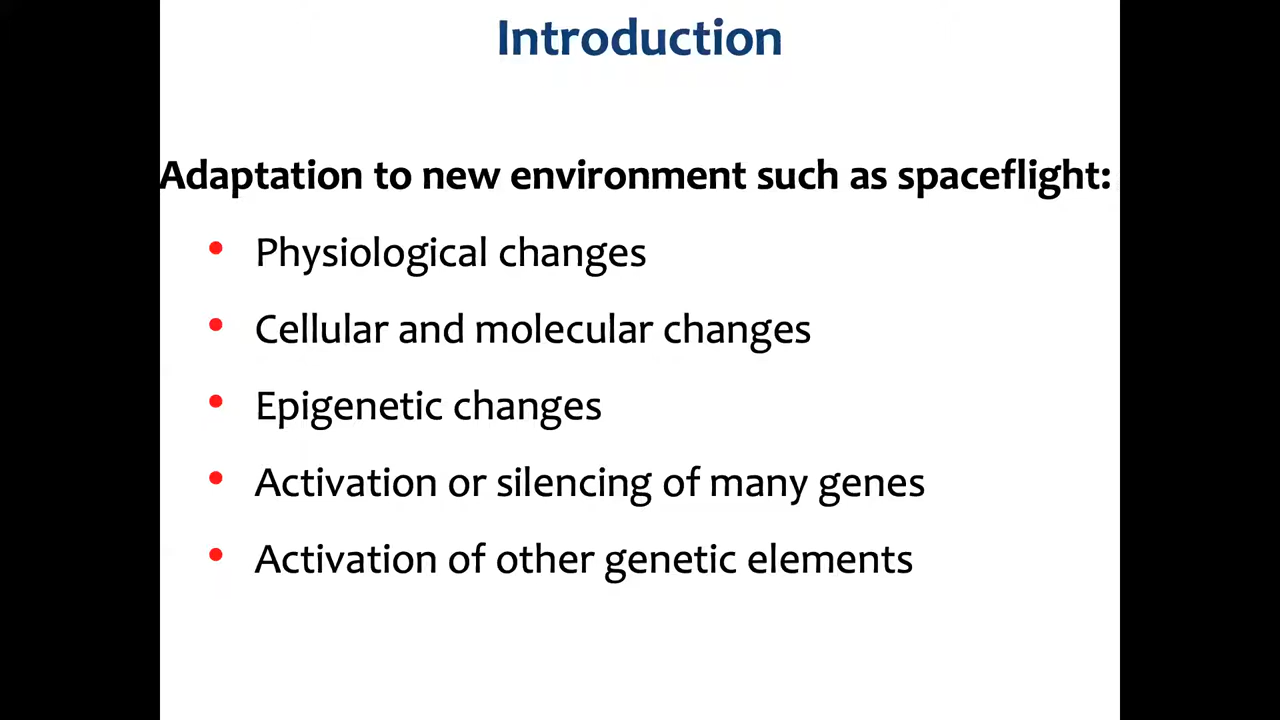 Introduction
Adaptation to new environment such as spaceflight:
• Physiological changes
• Cellular and molecular changes
• Epigenetic changes
• Activation or silencing of many genes
• Activation of other genetic elements